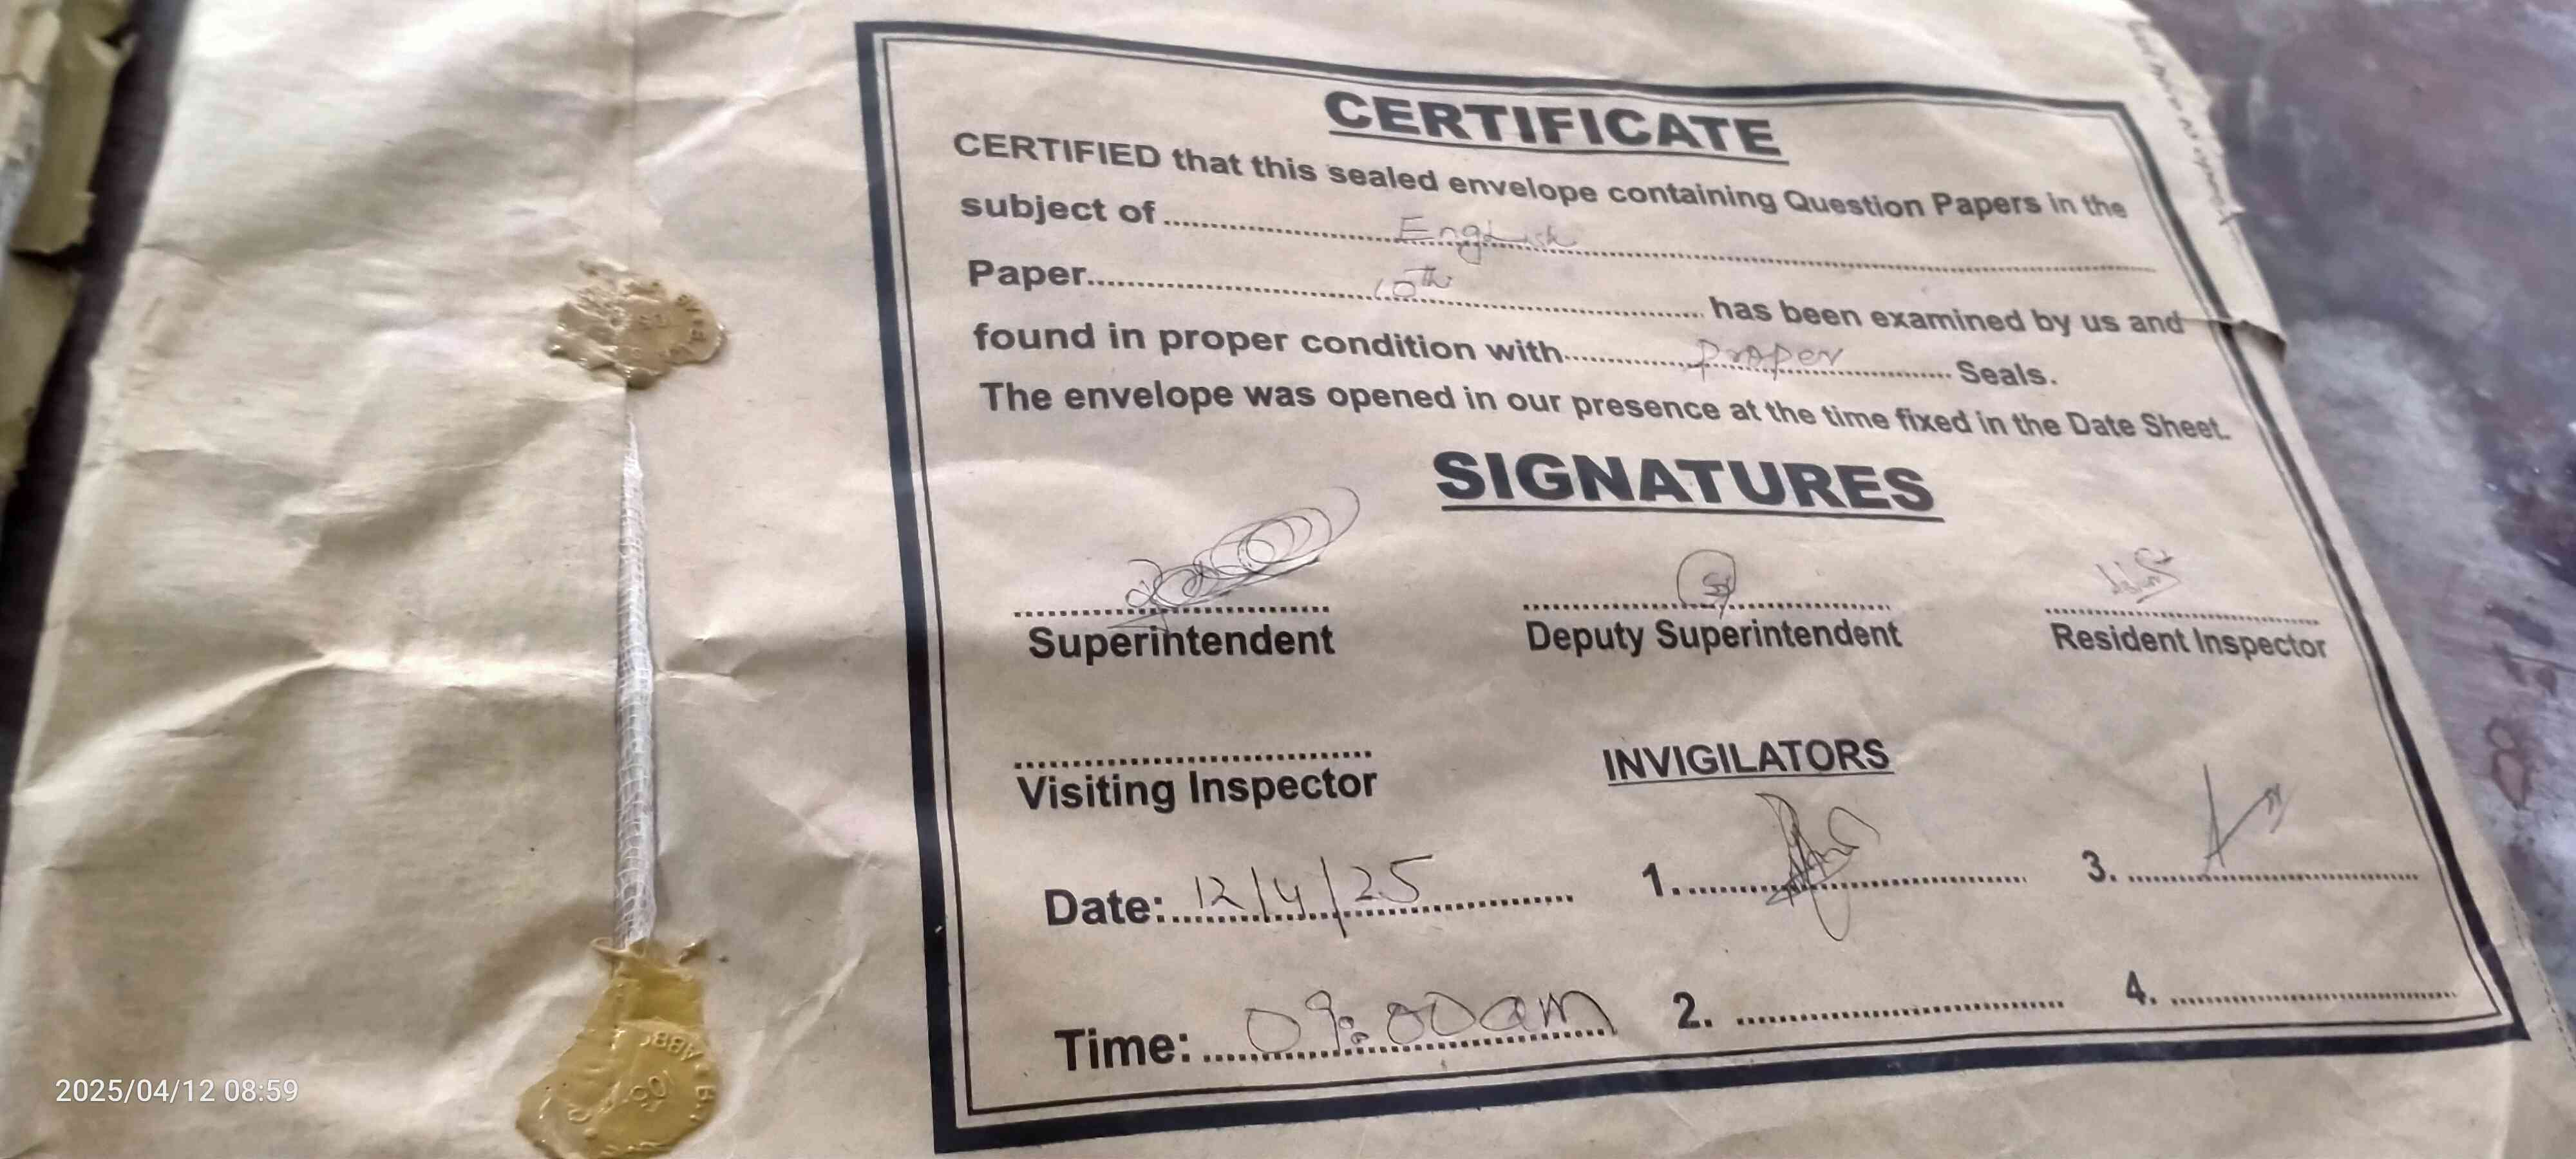 CERTIFICATE
CERTIFIED that this sealed envelope containing Question Papers in the
subject of English
Paper 10th has been examined by us and
found in proper condition with proper Seals.
The envelope was opened in our presence at the time fixed in the Date Sheet.
SIGNATURES
Superintendent Deputy Superintendent Resident Inspector
Visiting Inspector
INVIGILATORS
Date: 12/4/25 1. 3.
Time: 09:00am 2. 4.
2025/04/12 08:59